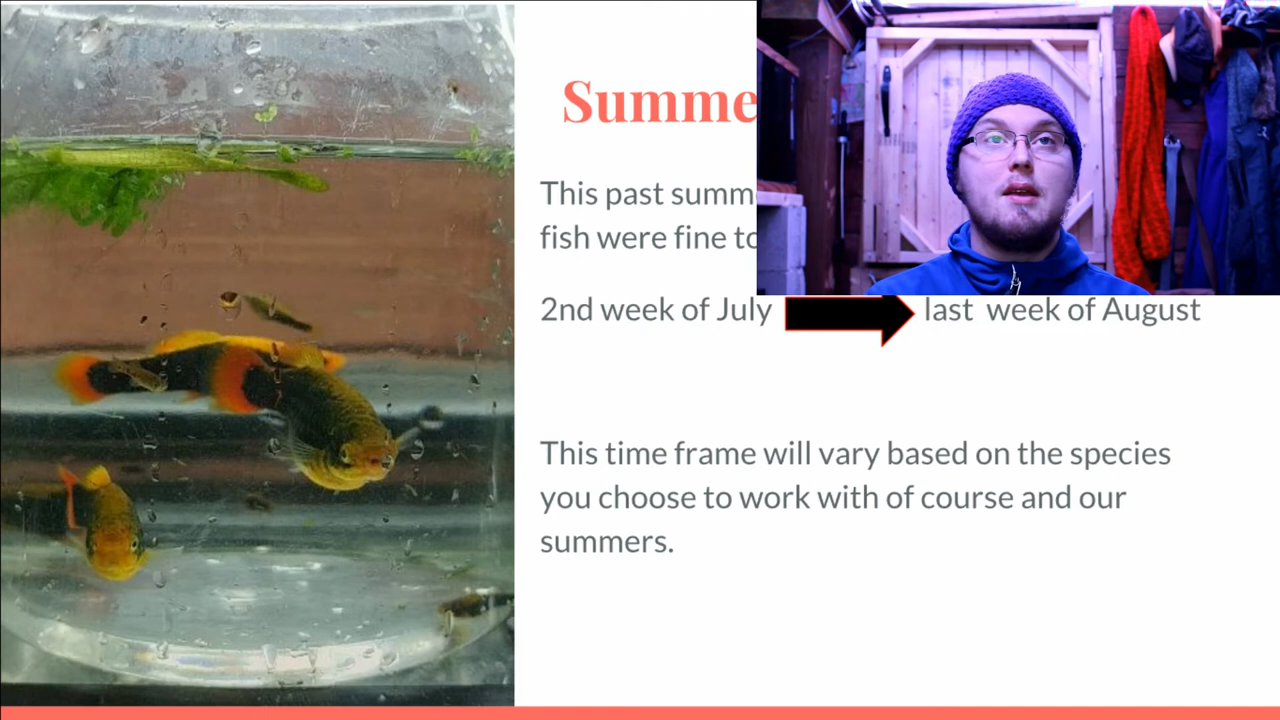 Summe
This past summ
fish were fine to
2nd week of July last week of August
This time frame will vary based on the species
you choose to work with of course and our
summers.